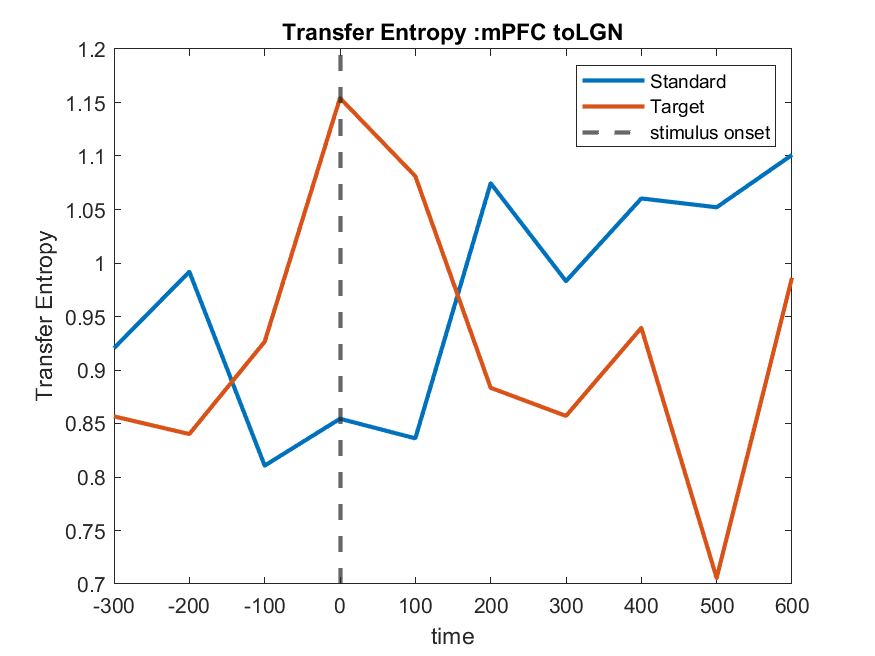 Transfer Entropy :mPFC toLGN
1.2
1.15
1.1
1.05
1
0.95
0.9
0.85
0.8
0.75
0.7
Transfer Entropy
Standard
Target
stimulus onset
-300 -200 -100 0 100 200 300 400 500 600
time